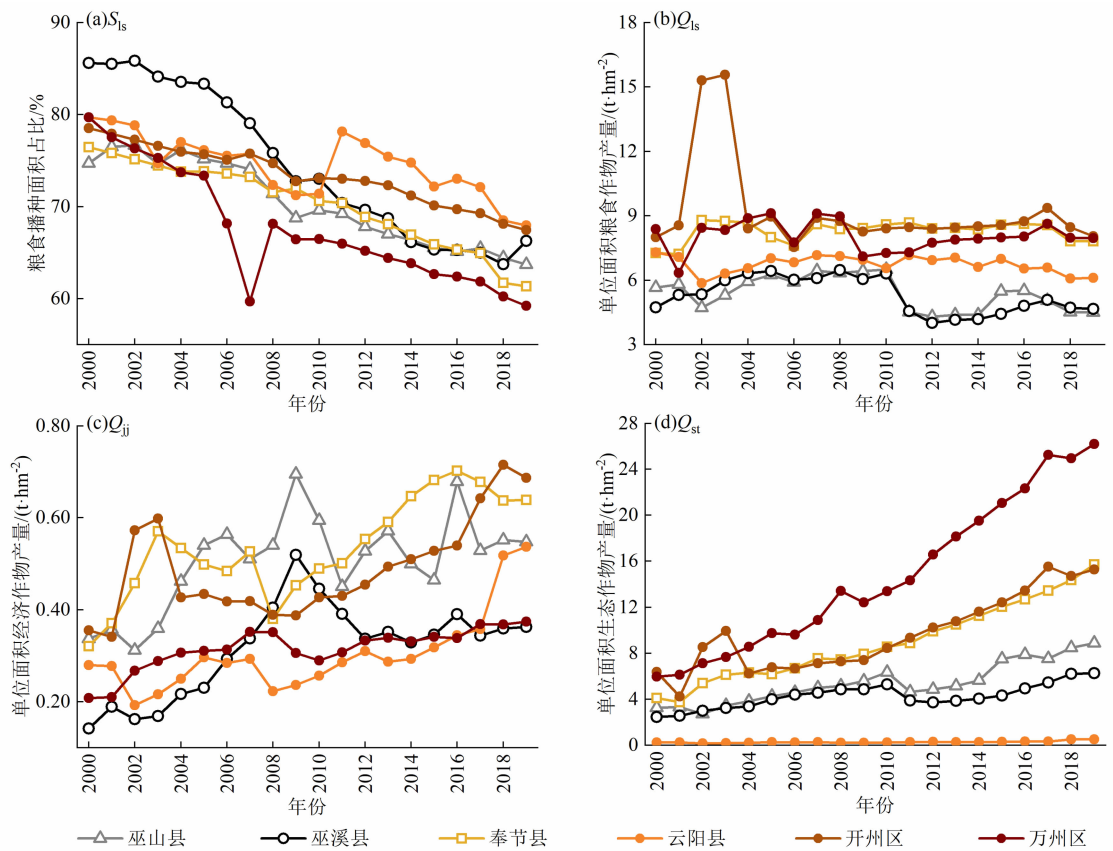 (a)Sls
粮食播种面积占比/%
90
80
70
60
2000 2002 2004 2006 2008 2010 2012 2014 2016 2018
年份
(b)Qls
单位面积粮食作物产量/(t·hm-2)
18
15
12
9
6
3
2000 2002 2004 2006 2008 2010 2012 2014 2016 2018
年份
(c)Qjj
单位面积经济作物产量/(t·hm-2)
0.80
0.60
0.40
0.20
2000 2002 2004 2006 2008 2010 2012 2014 2016 2018
年份
(d)Qst
单位面积生态作物产量/(t·hm-2)
28
24
20
16
12
8
4
0
2000 2002 2004 2006 2008 2010 2012 2014 2016 2018
年份
巫山县 巫溪县 奉节县 云阳县 开州区 万州区